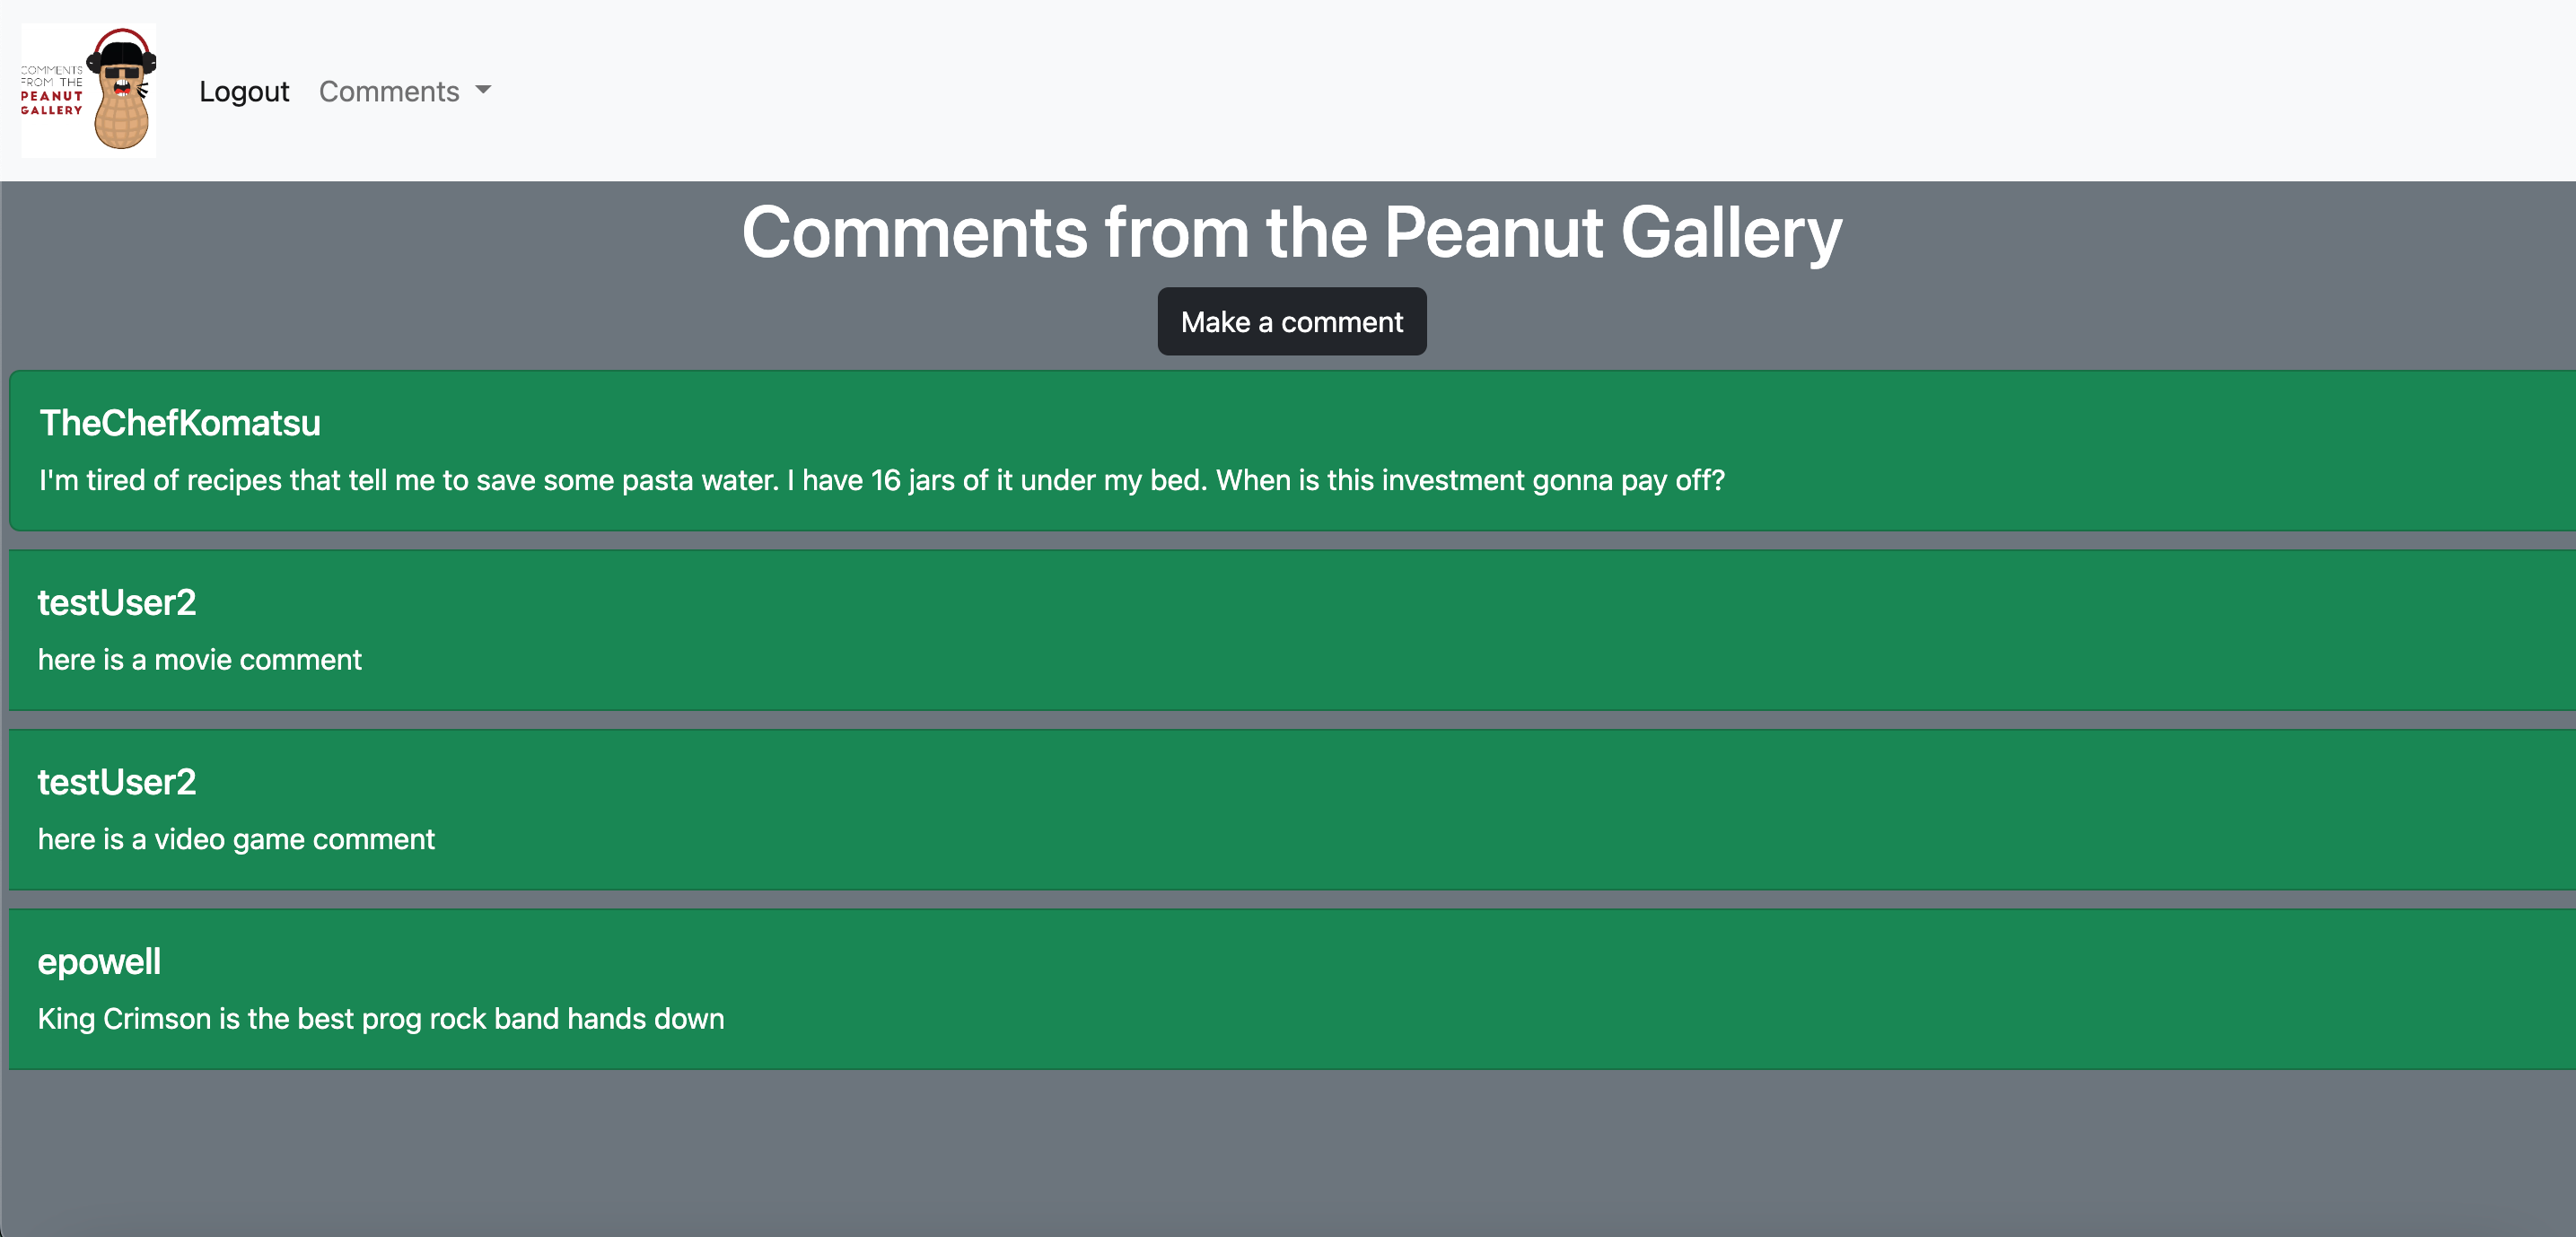 COMMENTS
FROM THE
PEANUT
GALLERY
Logout Comments
Comments from the Peanut Gallery
Make a comment
TheChefKomatsu
I'm tired of recipes that tell me to save some pasta water. I have 16 jars of it under my bed. When is this investment gonna pay off?
testUser2
here is a movie comment
testUser2
here is a video game comment
epowell
King Crimson is the best prog rock band hands down